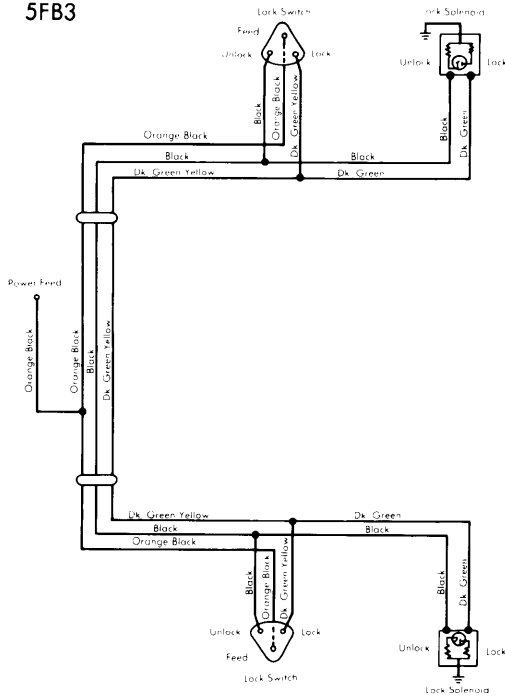 5FB3
Lock Switch
Lock Solenoid
Feed
Unlock
Lock
Unlock
Lock
Black
Orange Black
Dk Green Yellow
Black
Dk Green
Orange Black
Black
Black
Dk Green Yellow
Dk Green
Power Feed
Orange Black
Orange Black
Black
Dk Green Yellow
Dk Green Yellow
Dk Green
Black
Black
Orange Black
Black
Orange Black
Dk Green Yellow
Black
Dk Green
Unlock
Lock
Feed
Unlock
Lock
Lock Switch
Lock Solenoid